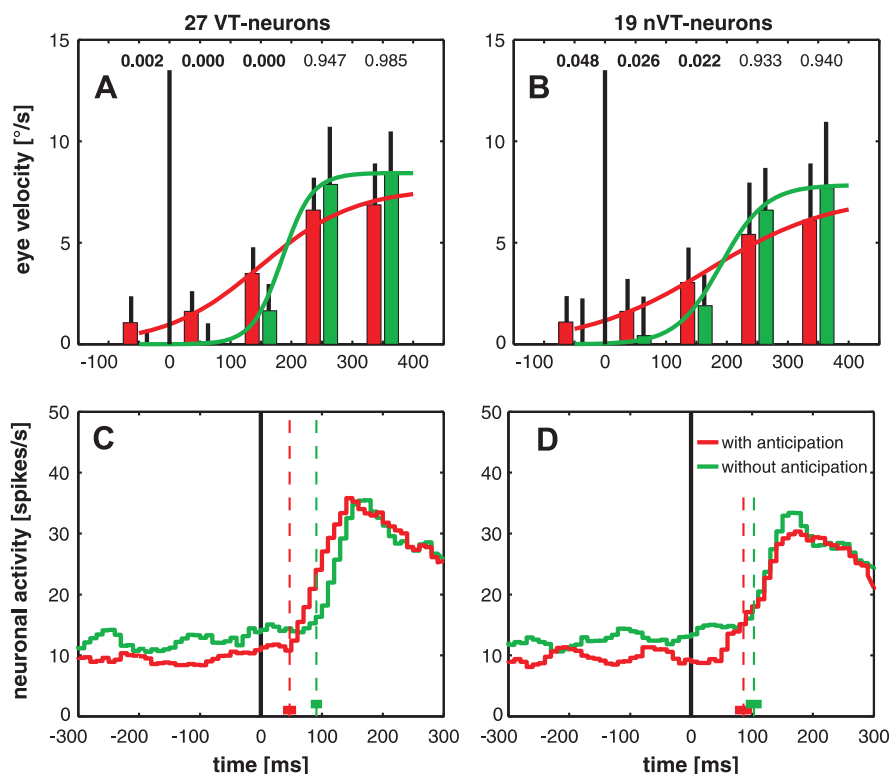 27 VT-neurons
19 nVT-neurons
eye velocity [°/s]
15
10
5
0
A
0.002 0.000 0.000 0.947 0.985
-100 0 100 200 300 400
15
10
5
0
B
0.048 0.026 0.022 0.933 0.940
-100 0 100 200 300 400
neuronal activity [spikes/s]
50
40
30
20
10
0
C
-300 -200 -100 0 100 200 300
time [ms]
50
40
30
20
10
0
D
with anticipation
without anticipation
-300 -200 -100 0 100 200 300
time [ms]